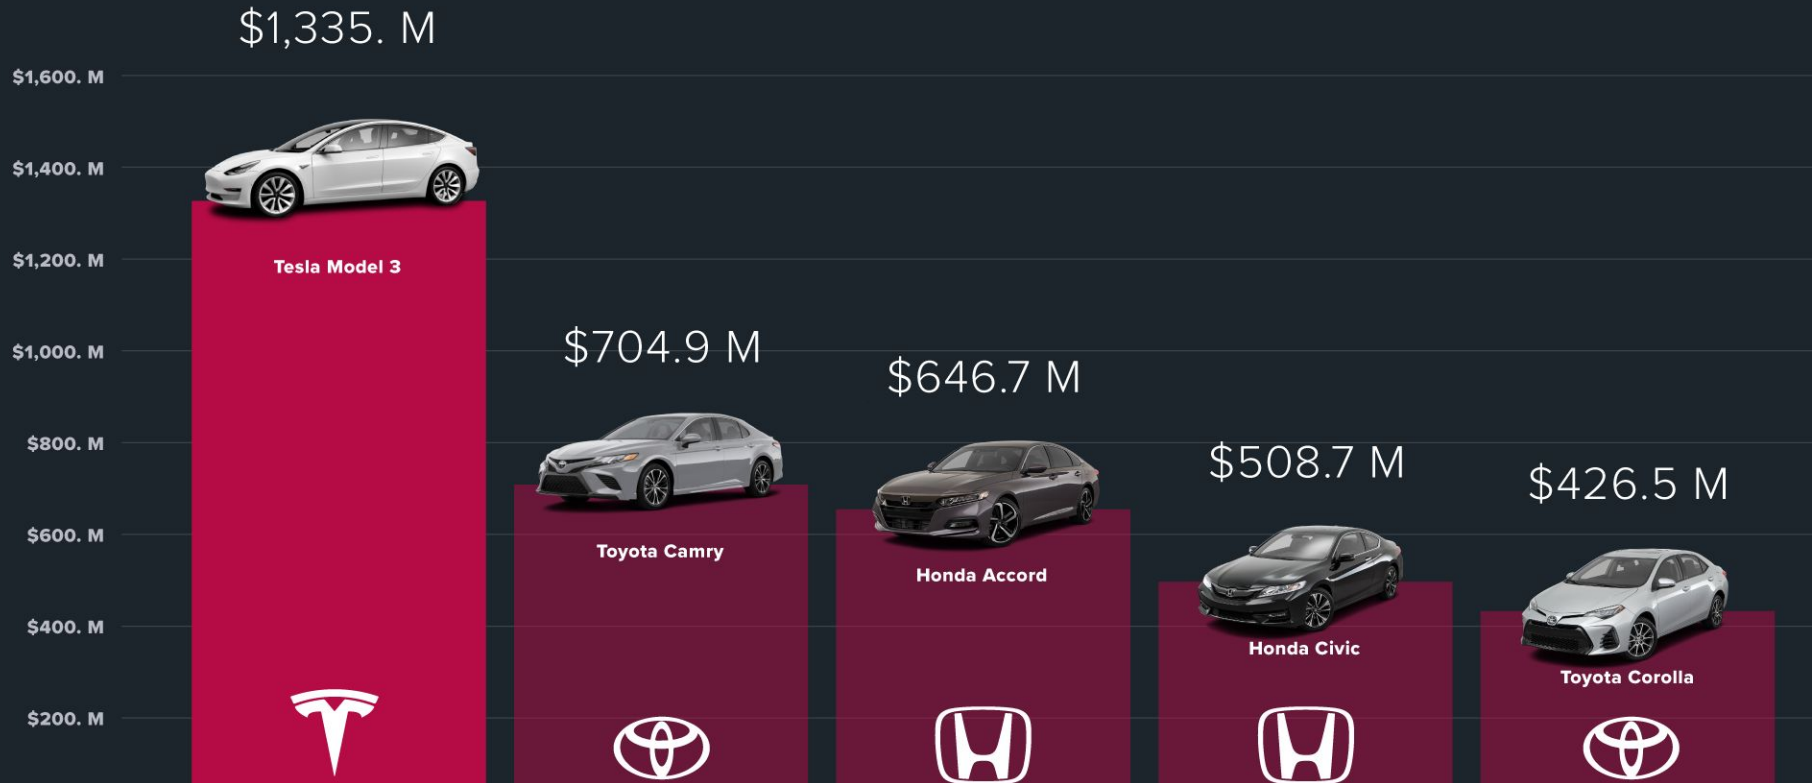 $1,335. M
$1,600. M
$1,400. M
$1,200. M
Tesla Model 3
$1,000. M
$704.9 M
$646.7 M
$800. M
$508.7 M
$426.5 M
$600. M
Toyota Camry
Honda Accord
$400. M
Honda Civic
Toyota Corolla
$200. M